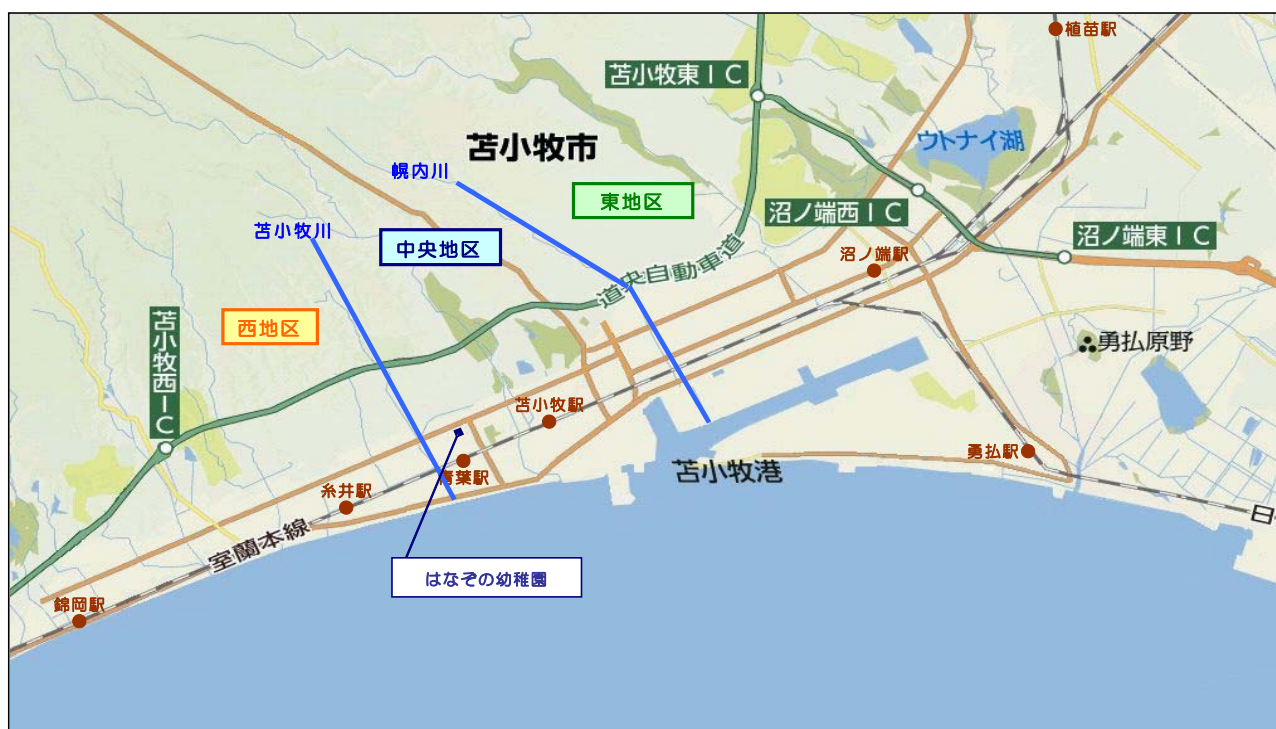 植苗駅
苫小牧東IC
苫小牧市
ウトナイ湖
幌内川
東地区
沼ノ端西IC
苫小牧川
中央地区
沼ノ端東IC
沼ノ端駅
道央自動車道
西地区
苫小牧西IC
勇払原野
苫小牧駅
勇払駅
苫小牧港
青葉駅
糸井駅
日
室蘭本線
はなぞの幼稚園
錦岡駅